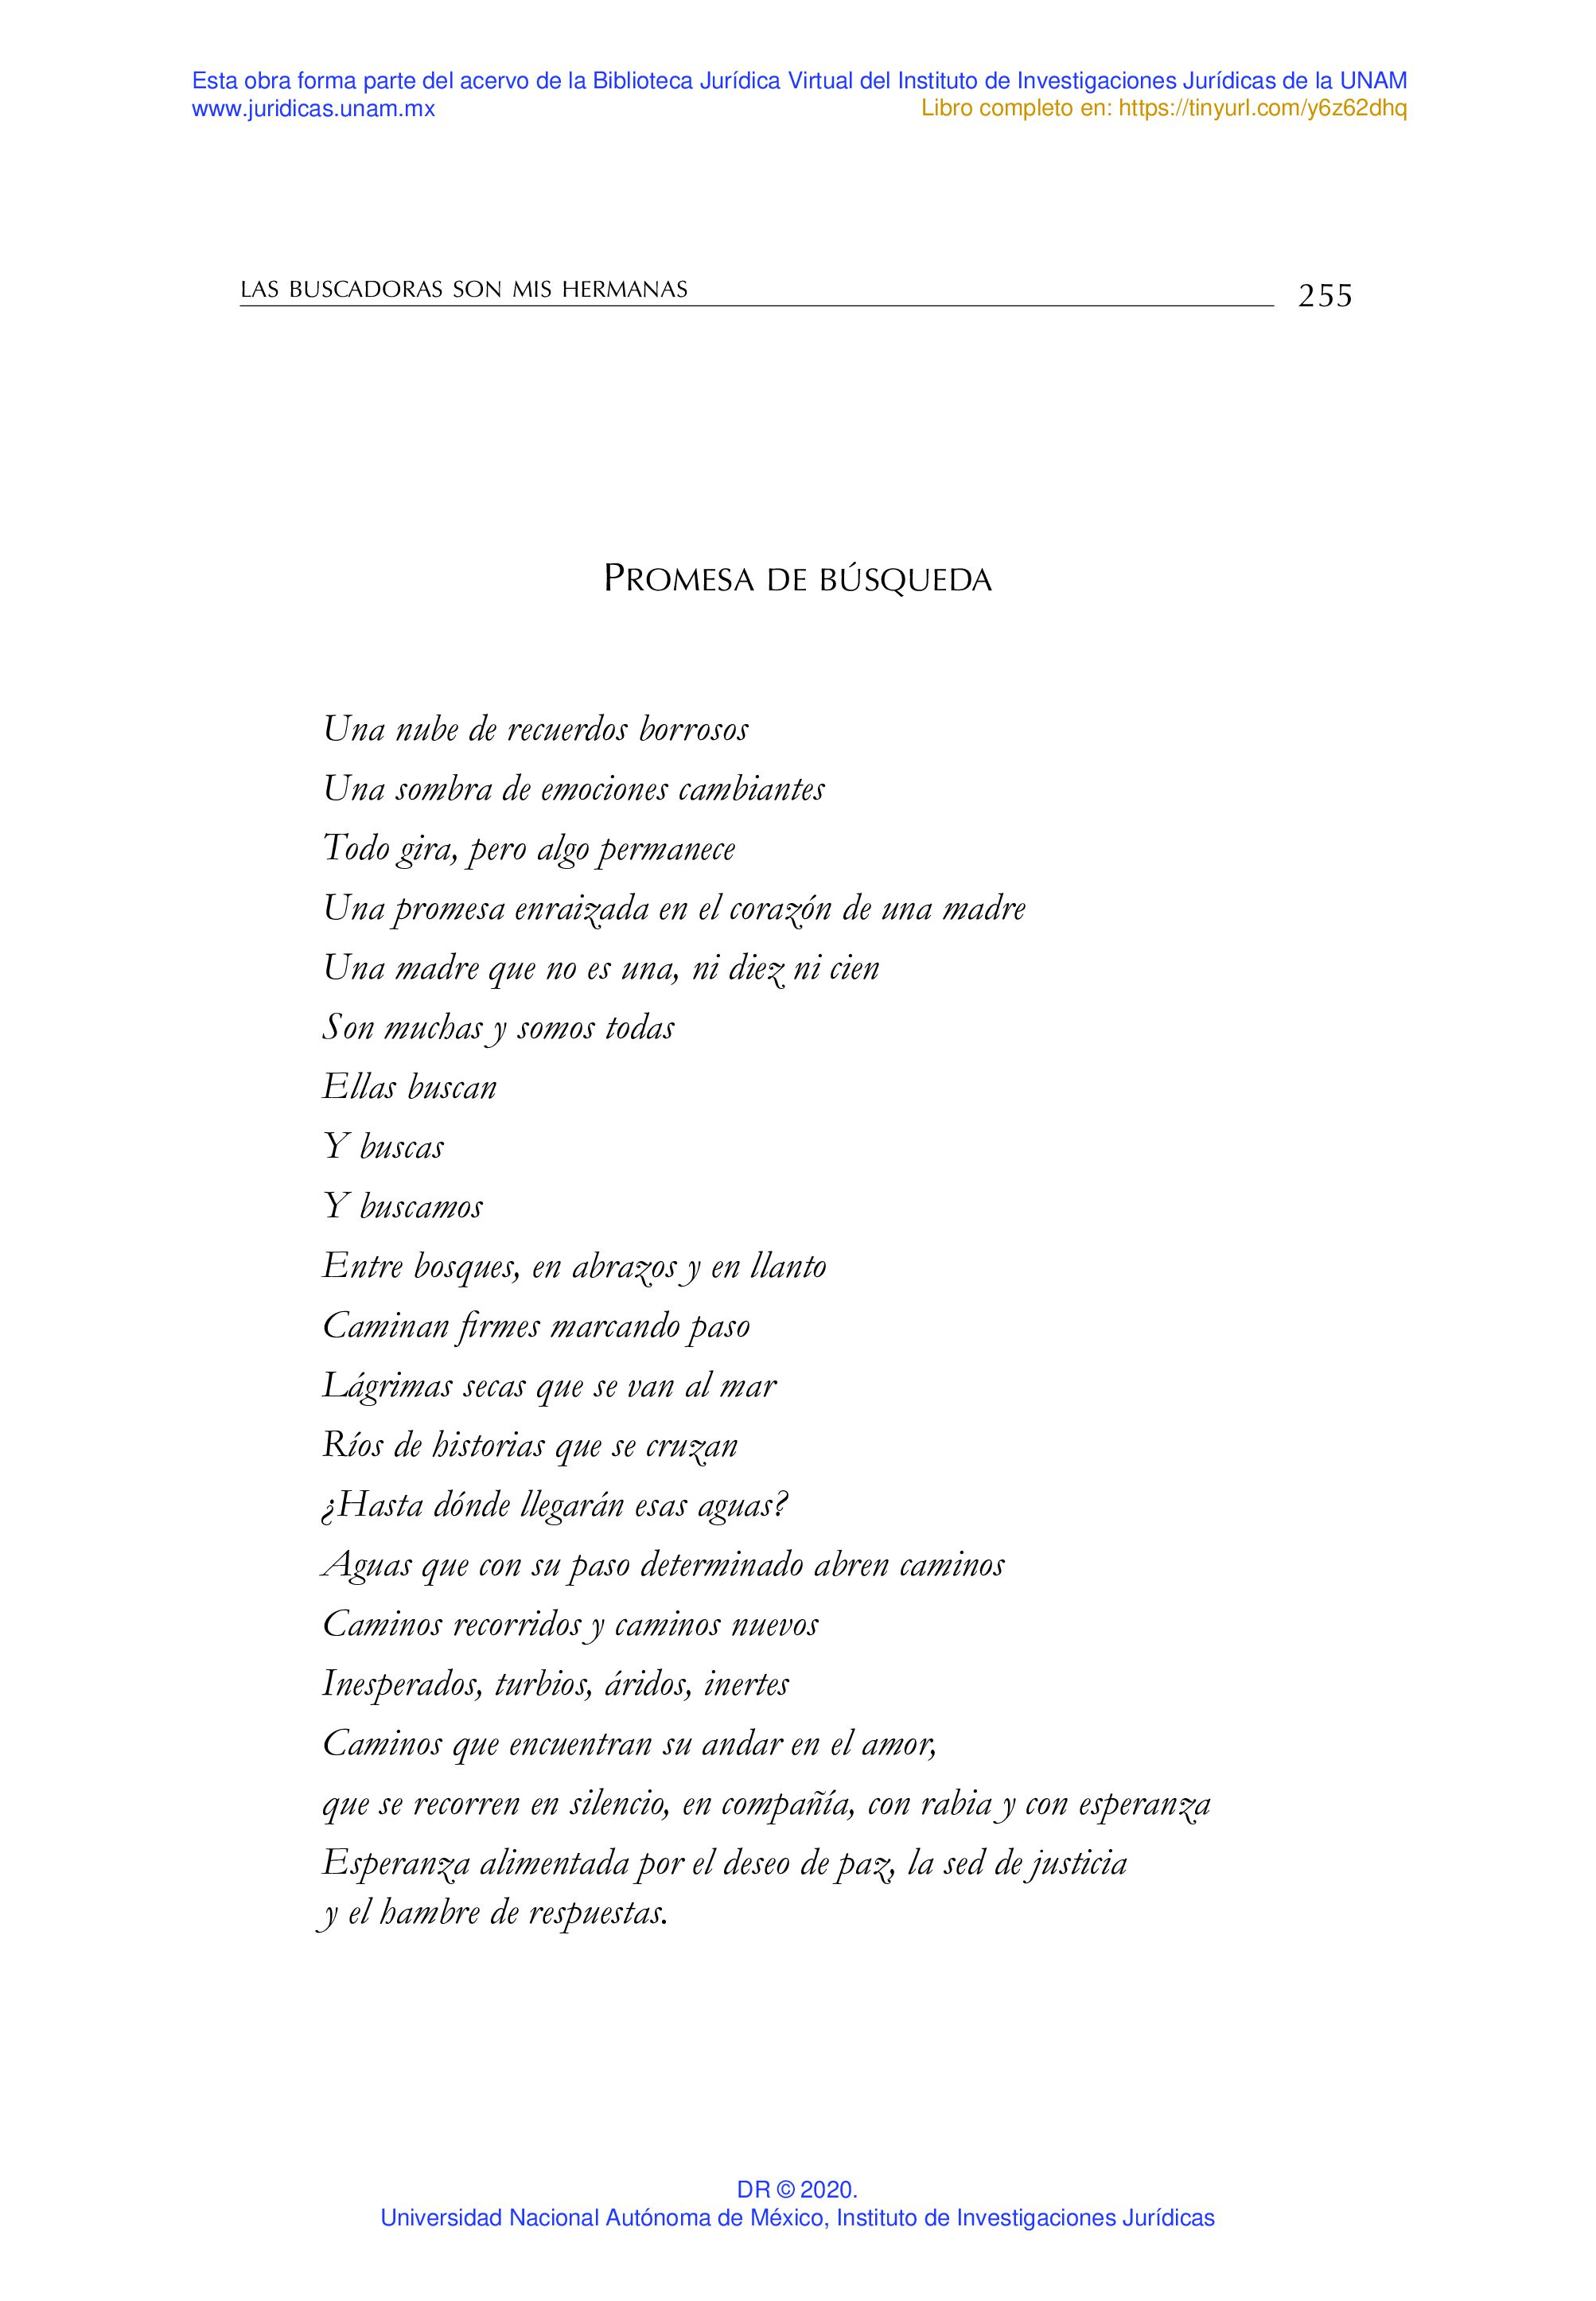 Esta obra forma parte del acervo de la Biblioteca Jurídica Virtual del Instituto de Investigaciones Jurídicas de la UNAM
www.juridicas.unam.mx
Libro completo en: https://tinyurl.com/y6z62dhq
LAS BUSCADORAS SON MIS HERMANAS
255
PROMESA DE BÚSQUEDA
Una nube de recuerdos borrosos
Una sombra de emociones cambiantes
Todo gira, pero algo permanece
Una promesa enraizada en el corazón de una madre
Una madre que no es una, ni diez ni cien
Son muchas y somos todas
Ellas buscan
Y buscas
Y buscamos
Entre bosques, en abrazos y en llanto
Caminan firmes marcando paso
Lágrimas secas que se van al mar
Ríos de historias que se cruzan
¿Hasta dónde llegarán esas aguas?
Aguas que con su paso determinado abren caminos
Caminos recorridos y caminos nuevos
Inesperados, turbios, áridos, inertes
Caminos que encuentran su andar en el amor,
que se recorren en silencio, en compañía, con rabia y con esperanza
Esperanza alimentada por el deseo de paz, la sed de justicia
y el hambre de respuestas.
DR © 2020.
Universidad Nacional Autónoma de México, Instituto de Investigaciones Jurídicas